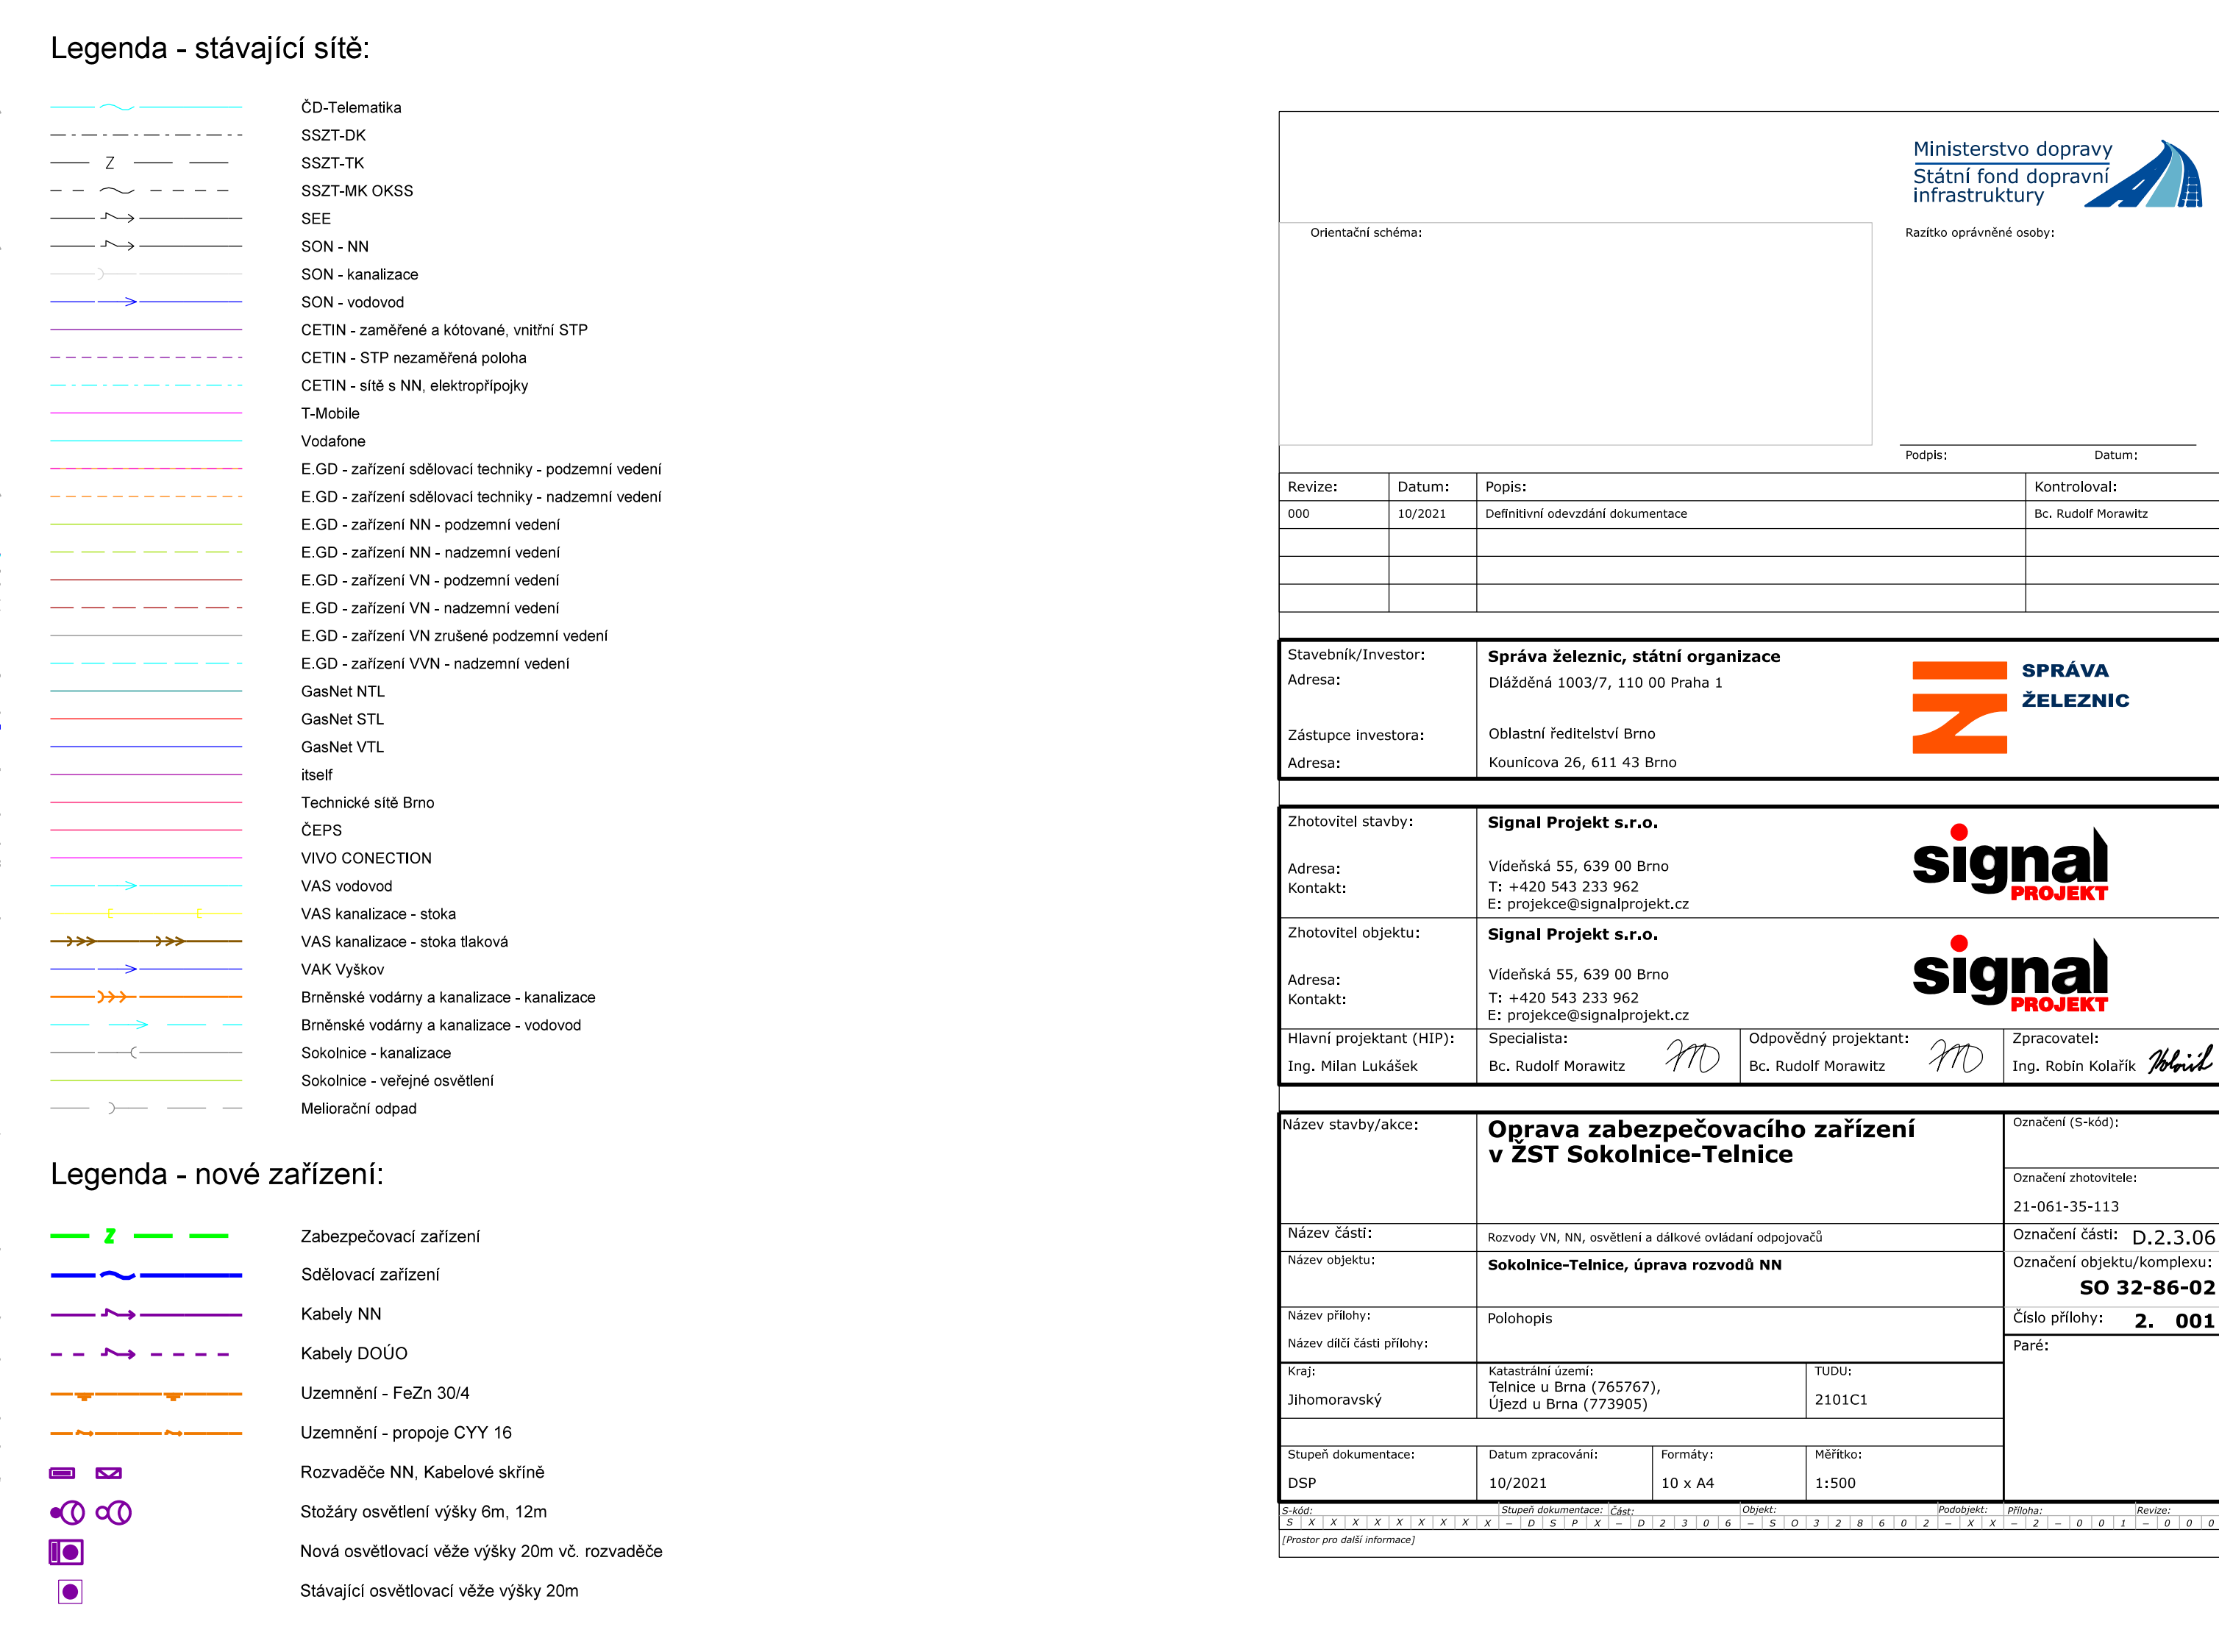 Legenda - stávající sítě:
ČD-Telematika
SSZT-DK
Z SSZT-TK
SSZT-MK OKSS
SEE
SON - NN
SON - kanalizace
SON - vodovod
CETIN - zaměřené a kótované, vnitřní STP
CETIN - STP nezaměřená poloha
CETIN - sítě s NN, elektropřípojky
T-Mobile
Vodafone
E.GD - zařízení sdělovací techniky - podzemní vedení
E.GD - zařízení sdělovací techniky - nadzemní vedení
E.GD - zařízení NN - podzemní vedení
E.GD - zařízení NN - nadzemní vedení
E.GD - zařízení VN - podzemní vedení
E.GD - zařízení VN - nadzemní vedení
E.GD - zařízení VN zrušené podzemní vedení
E.GD - zařízení VVN - nadzemní vedení
GasNet NTL
GasNet STL
GasNet VTL
itself
Technické sítě Brno
ČEPS
VIVO CONECTION
VAS vodovod
VAS kanalizace - stoka
VAS kanalizace - stoka tlaková
VAK Vyškov
Brněnské vodárny a kanalizace - kanalizace
Brněnské vodárny a kanalizace - vodovod
Sokolnice - kanalizace
Sokolnice - veřejné osvětlení
Meliorační odpad
Legenda - nové zařízení:
Z Zabezpečovací zařízení
Sdělovací zařízení
Kabely NN
Kabely DOÚO
Uzemnění - FeZn 30/4
Uzemnění - propoje CYY 16
Rozvaděče NN, Kabelové skříně
Stožáry osvětlení výšky 6m, 12m
Nová osvětlovací věže výšky 20m vč. rozvaděče
Stávající osvětlovací věže výšky 20m
Ministerstvo dopravy
Státní fond dopravní
infrastruktury
Orientační schéma:
Razítko oprávněné osoby:
Podpis: Datum:
Revize: Datum: Popis: Kontroloval:
000 10/2021 Definitivní odevzdání dokumentace Bc. Rudolf Morawitz
Stavebník/Investor: Správa železnic, státní organizace
Adresa: Dlážděná 1003/7, 110 00 Praha 1
SPRÁVA
ŽELEZNIC
Zástupce investora: Oblastní ředitelství Brno
Adresa: Kounicova 26, 611 43 Brno
Zhotovitel stavby: Signal Projekt s.r.o.
Adresa: Vídeňská 55, 639 00 Brno
Kontakt: T: +420 543 233 962
E: projekce@signalprojekt.cz
signal
PROJEKT
Zhotovitel objektu: Signal Projekt s.r.o.
Adresa: Vídeňská 55, 639 00 Brno
Kontakt: T: +420 543 233 962
E: projekce@signalprojekt.cz
signal
PROJEKT
Hlavní projektant (HIP): Specialista: Odpovědný projektant: Zpracovatel:
Ing. Milan Lukášek Bc. Rudolf Morawitz Bc. Rudolf Morawitz Ing. Robin Kolařík
Název stavby/akce: Oprava zabezpečovacího zařízení
v ŽST Sokolnice-Telnice
Označení (S-kód):
Označení zhotovitele:
21-061-35-113
Název části: Rozvody VN, NN, osvětlení a dálkové ovládaní odpojovačů
Označení části: D.2.3.06
Název objektu: Sokolnice-Telnice, úprava rozvodů NN
Označení objektu/komplexu:
SO 32-86-02
Název přílohy: Polohopis
Číslo přílohy: 2. 001
Název dílčí části přílohy:
Paré:
Kraj: Katastrální území: TUDU:
Jihomoravský Telnice u Brna (765767),
Újezd u Brna (773905)
2101C1
Stupeň dokumentace: Datum zpracování: Formáty: Měřítko:
DSP 10/2021 10 x A4 1:500
S-kód: Stupeň dokumentace: Část: Objekt: Podobjekt: Příloha: Revize:
S X X X X X X X X X – D S P X – D 2 3 0 6 – S O 3 2 8 6 0 2 – X X – 2 – 0 0 1 – 0 0 0
[Prostor pro další informace]